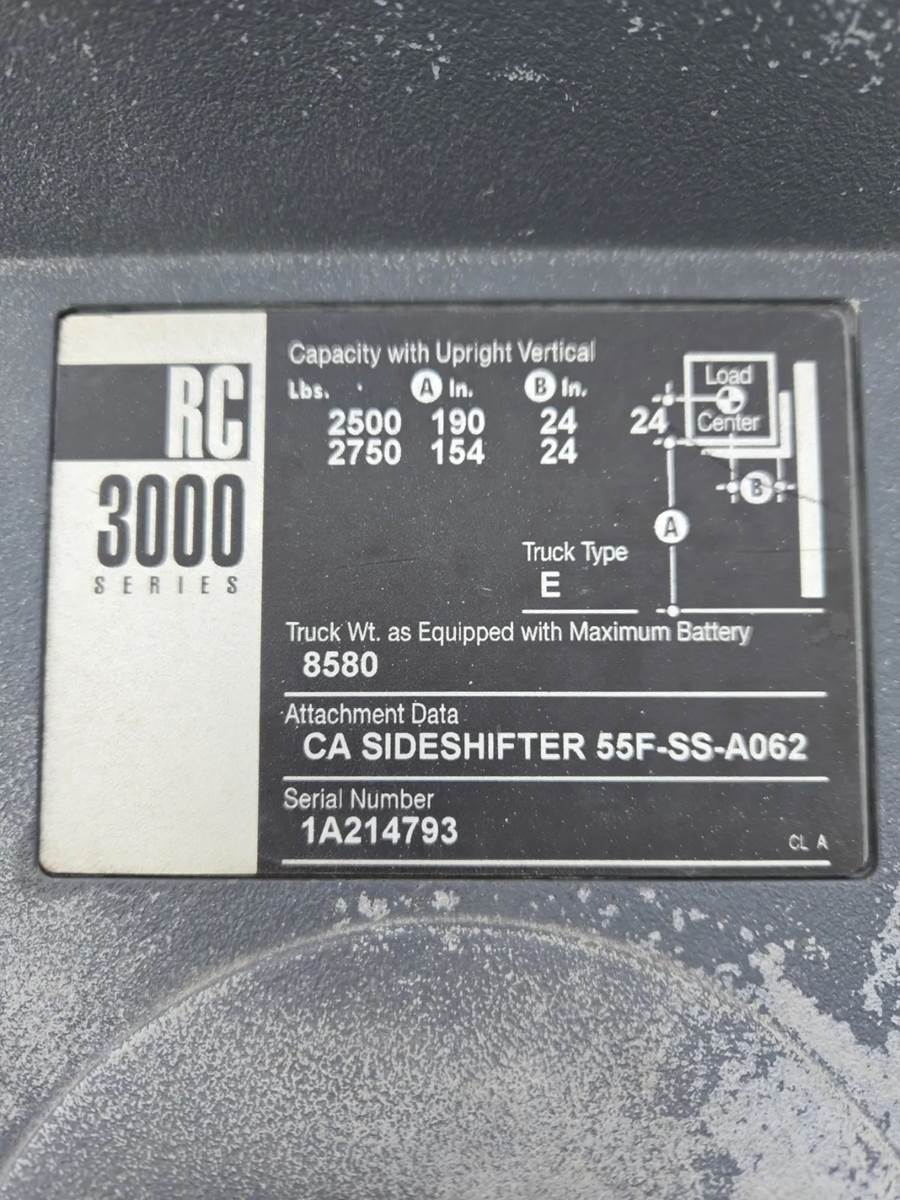 RC
3000
SERIES
Capacity with Upright Vertical
Lbs. A In. B In.
2500 190 24
2750 154 24
24
Load
Center
B
A
Truck Type
E
Truck Wt. as Equipped with Maximum Battery
8580
Attachment Data
CA SIDESHIFTER 55F-SS-A062
Serial Number
1A214793
CL A